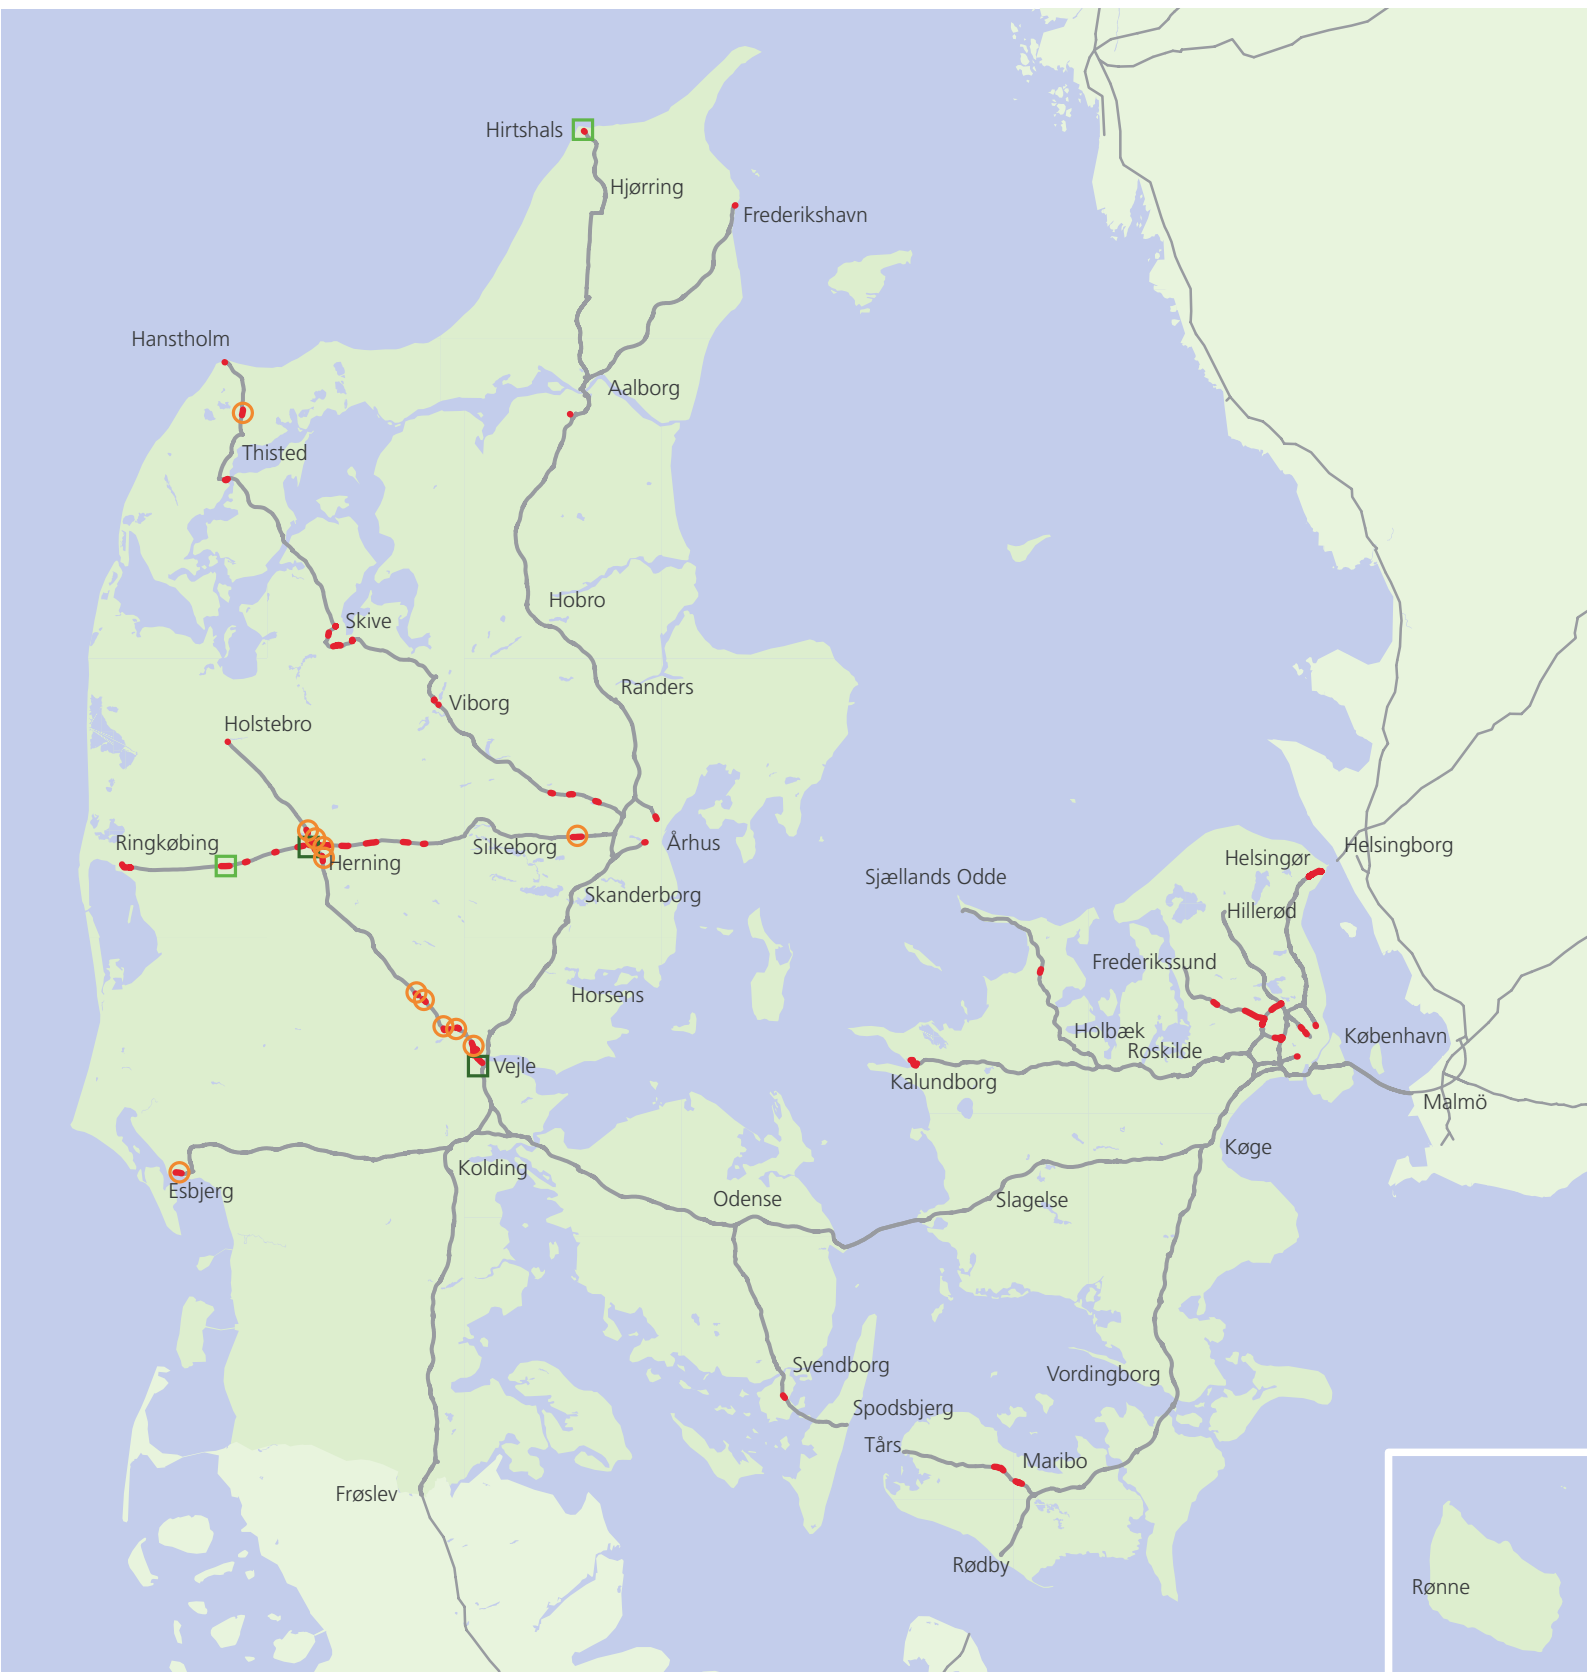 Hirtshals
Hjørring
Frederikshavn
Hanstholm
Aalborg
Thisted
Hobro
Skive
Randers
Viborg
Holstebro
Ringkøbing
Herning
Silkeborg
Århus
Skanderborg
Helsingborg
Helsingør
Sjællands Odde
Hillerød
Frederikssund
Horsens
Holbæk
Roskilde
København
Vejle
Kalundborg
Malmö
Køge
Kolding
Esbjerg
Odense
Slagelse
Svendborg
Vordingborg
Spodsbjerg
Tårs
Maribo
Frøslev
Rødby
Rønne